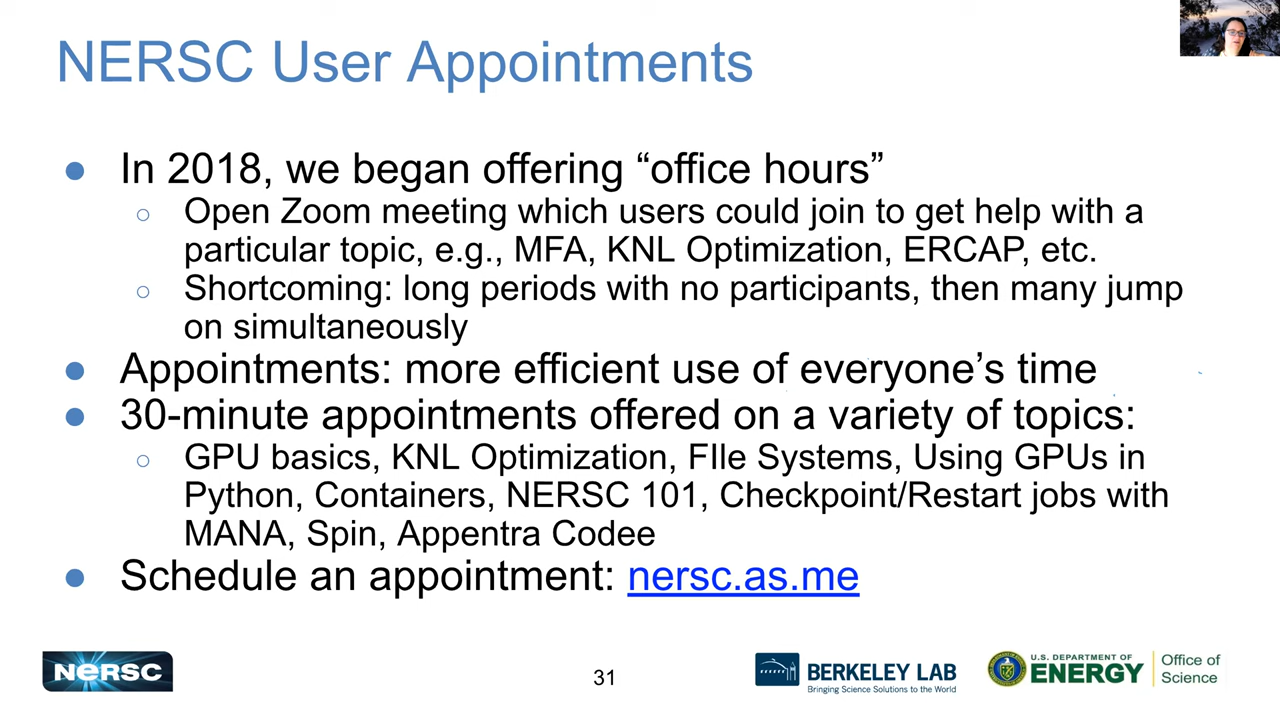 NERSC User Appointments
● In 2018, we began offering “office hours”
○ Open Zoom meeting which users could join to get help with a
particular topic, e.g., MFA, KNL Optimization, ERCAP, etc.
○ Shortcoming: long periods with no participants, then many jump
on simultaneously
● Appointments: more efficient use of everyone’s time
● 30-minute appointments offered on a variety of topics:
○ GPU basics, KNL Optimization, FIle Systems, Using GPUs in
Python, Containers, NERSC 101, Checkpoint/Restart jobs with
MANA, Spin, Appentra Codee
● Schedule an appointment: nersc.as.me
NERSC
31
BERKELEY LAB
Bringing Science Solutions to the World
U.S. DEPARTMENT OF
ENERGY
Office of
Science